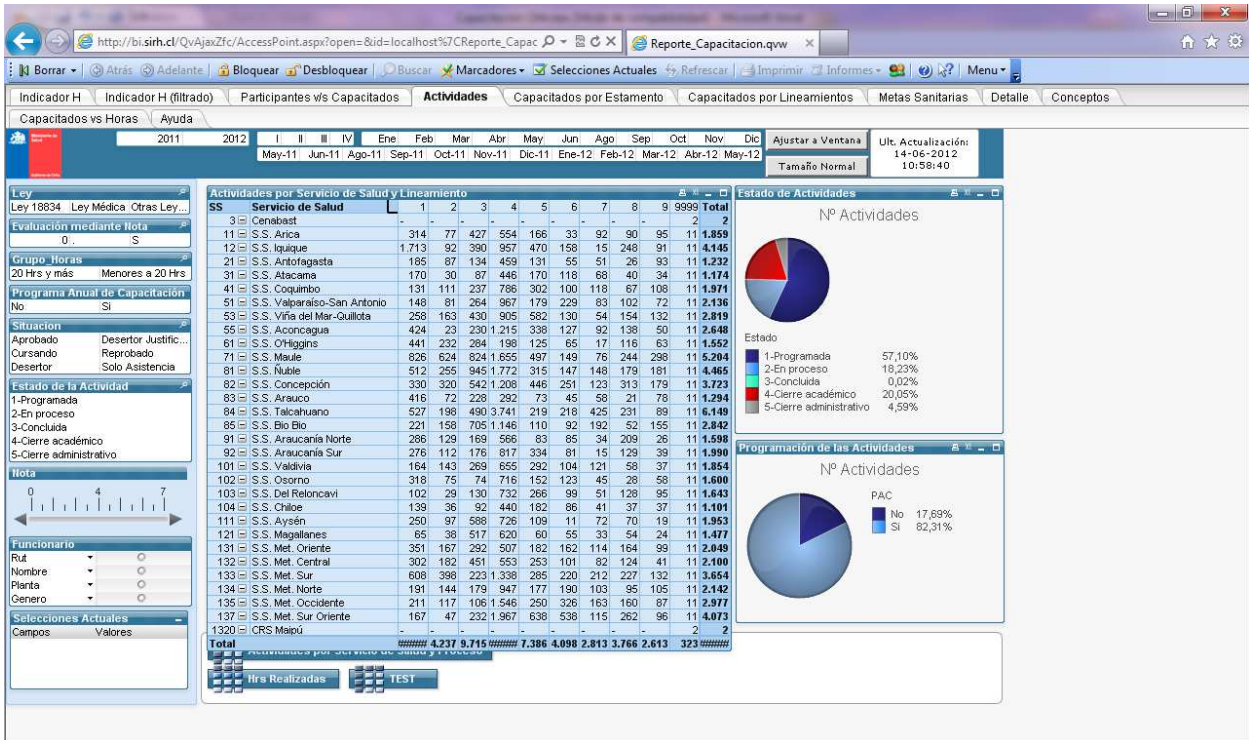 http://bi.sirh.cl/QvAjaxZfc/AccessPoint.aspx?open=&id=localhost%7CReporte_Capac
Reporte_Capacitacion.qvw
Borrar Atrás Adelante Bloquear Desbloquear Buscar Marcadores Selecciones Actuales Refrescar Imprimir Informes Menu
Indicador H Indicador H (filtrado) Participantes v/s Capacitados Actividades Capacitados por Estamento Capacitados por Lineamientos Metas Sanitarias Detalle Conceptos
Capacitados vs Horas Ayuda
2011 2012 I II III IV Ene Feb Mar Abr May Jun Ago Sep Oct Nov Dic
May-11 Jun-11 Ago-11 Sep-11 Oct-11 Nov-11 Dic-11 Ene-12 Feb-12 Mar-12 Abr-12 May-12
Ajustar a Ventana
Tamaño Normal
Ult. Actualización:
14-06-2012
10:58:40
Ley
Ley 18834 Ley Médica Otras Ley...
Evaluación mediante Nota
0 . S
Grupo_Horas
20 Hrs y más Menores a 20 Hrs
Programa Anual de Capacitación
No Si
Situacion
Aprobado Desertor Justific...
Cursando Reprobado
Desertor Solo Asistencia
Estado de la Actividad
1-Programada
2-En proceso
3-Concluida
4-Cierre académico
5-Cierre administrativo
Nota
0 4 7
Funcionario
Rut
Nombre
Planta
Genero
Selecciones Actuales
Campos Valores
Actividades por Servicio de Salud y Lineamiento
SS Servicio de Salud 1 2 3 4 5 6 7 8 9 9999 Total
3 Cenabast - - - - - - - - - 2 2
11 S.S. Arica 314 77 427 554 166 33 92 90 95 11 1.859
12 S.S. Iquique 1.713 92 390 957 470 158 15 248 91 11 4.145
21 S.S. Antofagasta 185 87 134 459 131 55 51 26 93 11 1.232
31 S.S. Atacama 170 30 87 446 170 118 68 40 34 11 1.174
41 S.S. Coquimbo 131 111 237 786 302 100 118 67 108 11 1.971
51 S.S. Valparaíso-San Antonio 148 81 264 967 179 229 83 102 72 11 2.136
53 S.S. Viña del Mar-Quillota 258 163 430 905 582 130 54 154 132 11 2.819
55 S.S. Aconcagua 424 23 230 1.215 338 127 92 138 50 11 2.648
61 S.S. O'Higgins 441 232 284 198 125 65 17 116 63 11 1.552
71 S.S. Maule 826 624 824 1.655 497 149 76 244 298 11 5.204
81 S.S. Ñuble 512 255 945 1.772 315 147 148 179 181 11 4.465
82 S.S. Concepción 330 320 542 1.208 446 251 123 313 179 11 3.723
83 S.S. Arauco 416 72 228 292 73 45 58 21 78 11 1.294
84 S.S. Talcahuano 527 198 490 3.741 219 218 425 231 89 11 6.149
85 S.S. Bio Bio 221 158 705 1.146 110 92 192 52 155 11 2.842
91 S.S. Araucanía Norte 286 129 169 566 83 85 34 209 26 11 1.598
92 S.S. Araucanía Sur 276 112 176 817 334 81 15 129 39 11 1.990
101 S.S. Valdivia 164 143 269 655 292 104 121 58 37 11 1.854
102 S.S. Osorno 318 75 74 716 152 123 45 28 58 11 1.600
103 S.S. Del Reloncavi 102 29 130 732 266 99 51 128 95 11 1.643
104 S.S. Chiloe 139 36 92 440 182 86 41 37 37 11 1.101
111 S.S. Aysén 250 97 588 726 109 11 72 70 19 11 1.953
121 S.S. Magallanes 65 38 517 620 60 55 33 54 24 11 1.477
131 S.S. Met. Oriente 351 167 292 507 182 162 114 164 99 11 2.049
132 S.S. Met. Central 302 182 451 553 253 101 82 124 41 11 2.100
133 S.S. Met. Sur 608 398 223 1.338 285 220 212 227 132 11 3.654
134 S.S. Met. Norte 191 144 179 947 177 190 103 95 105 11 2.142
135 S.S. Met. Occidente 211 117 106 1.546 250 326 163 160 87 11 2.977
137 S.S. Met. Sur Oriente 167 47 232 1.967 638 538 115 262 96 11 4.073
1320 CRS Maipú - - - - - - - - - 2 2
Total ###### 4.237 9.715 ###### 7.386 4.098 2.813 3.766 2.613 323 ######
Actividades por Servicio de Salud y Proceso
Hrs Realizadas TEST
Estado de Actividades
Nº Actividades
Estado
1-Programada 57,10%
2-En proceso 18,23%
3-Concluida 0,02%
4-Cierre académico 20,05%
5-Cierre administrativo 4,59%
Programación de las Actividades
Nº Actividades
PAC
No 17,69%
Si 82,31%